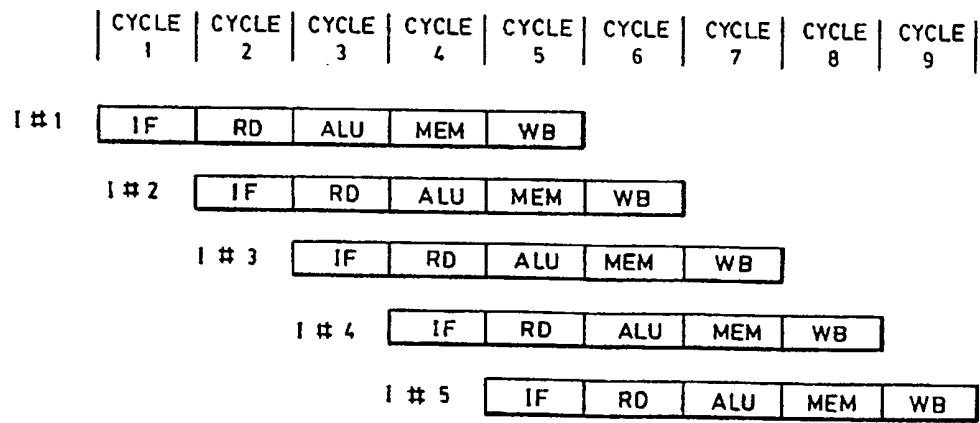 CYCLE 1 CYCLE 2 CYCLE 3 CYCLE 4 CYCLE 5 CYCLE 6 CYCLE 7 CYCLE 8 CYCLE 9
I # 1 IF RD ALU MEM WB
I # 2 IF RD ALU MEM WB
I # 3 IF RD ALU MEM WB
I # 4 IF RD ALU MEM WB
I # 5 IF RD ALU MEM WB